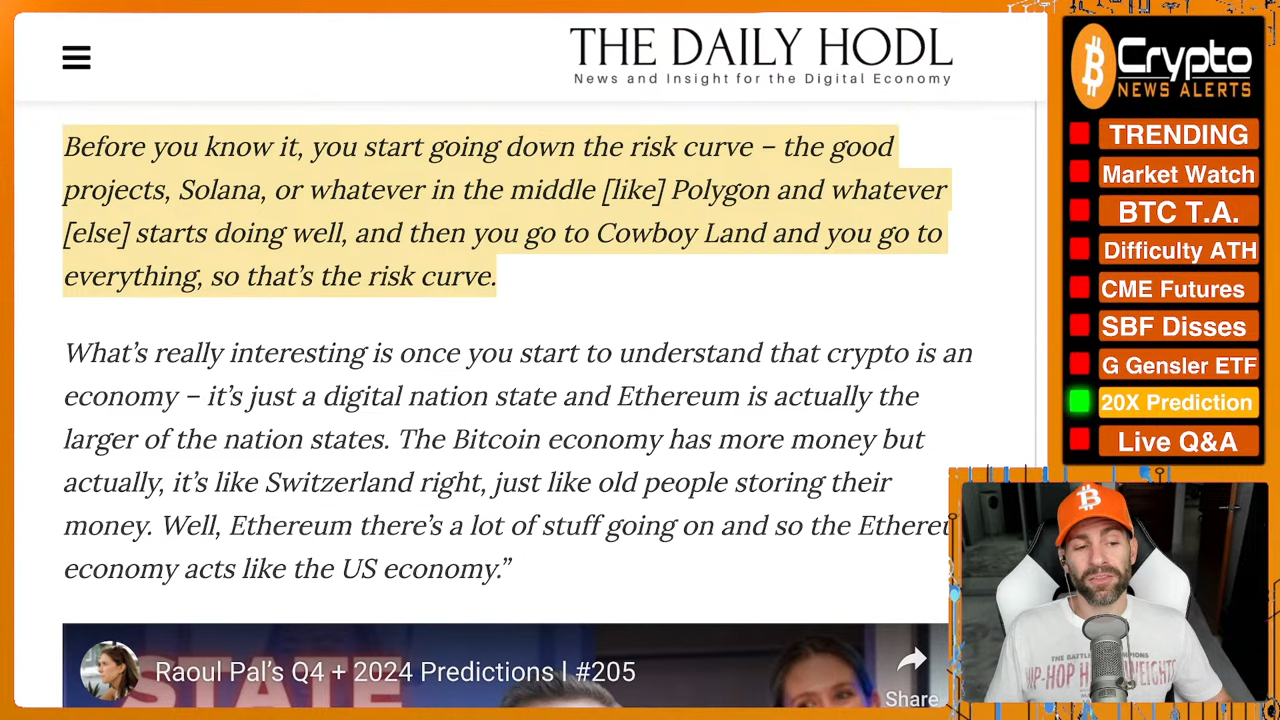 THE DAILY HODL
News and Insight for the Digital Economy
Before you know it, you start going down the risk curve – the good
projects, Solana, or whatever in the middle [like] Polygon and whatever
[else] starts doing well, and then you go to Cowboy Land and you go to
everything, so that's the risk curve.
What's really interesting is once you start to understand that crypto is an
economy – it's just a digital nation state and Ethereum is actually the
larger of the nation states. The Bitcoin economy has more money but
actually, it's like Switzerland right, just like old people storing their
money. Well, Ethereum there's a lot of stuff going on and so the Ethereu
economy acts like the US economy.”
STATE
Raoul Pal's Q4 + 2024 Predictions | #205
Share
Crypto
NEWS ALERTS
TRENDING
Market Watch
BTC T.A.
Difficulty ATH
CME Futures
SBF Disses
G Gensler ETF
20X Prediction
Live Q&A
THE BATTLE
HIP-HOP